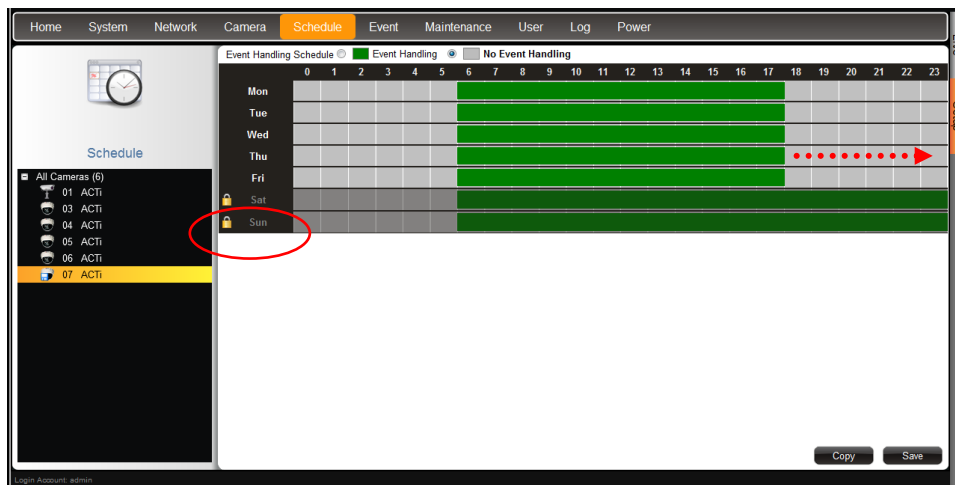 Home System Network Camera Schedule Event Maintenance User Log Power
Event Handling Schedule Event Handling No Event Handling
0 1 2 3 4 5 6 7 8 9 10 11 12 13 14 15 16 17 18 19 20 21 22 23
Mon
Tue
Wed
Thu
Fri
Sat
Sun
Schedule
All Cameras (6)
01 ACTi
03 ACTi
04 ACTi
05 ACTi
06 ACTi
07 ACTi
Copy Save
Login Account: admin